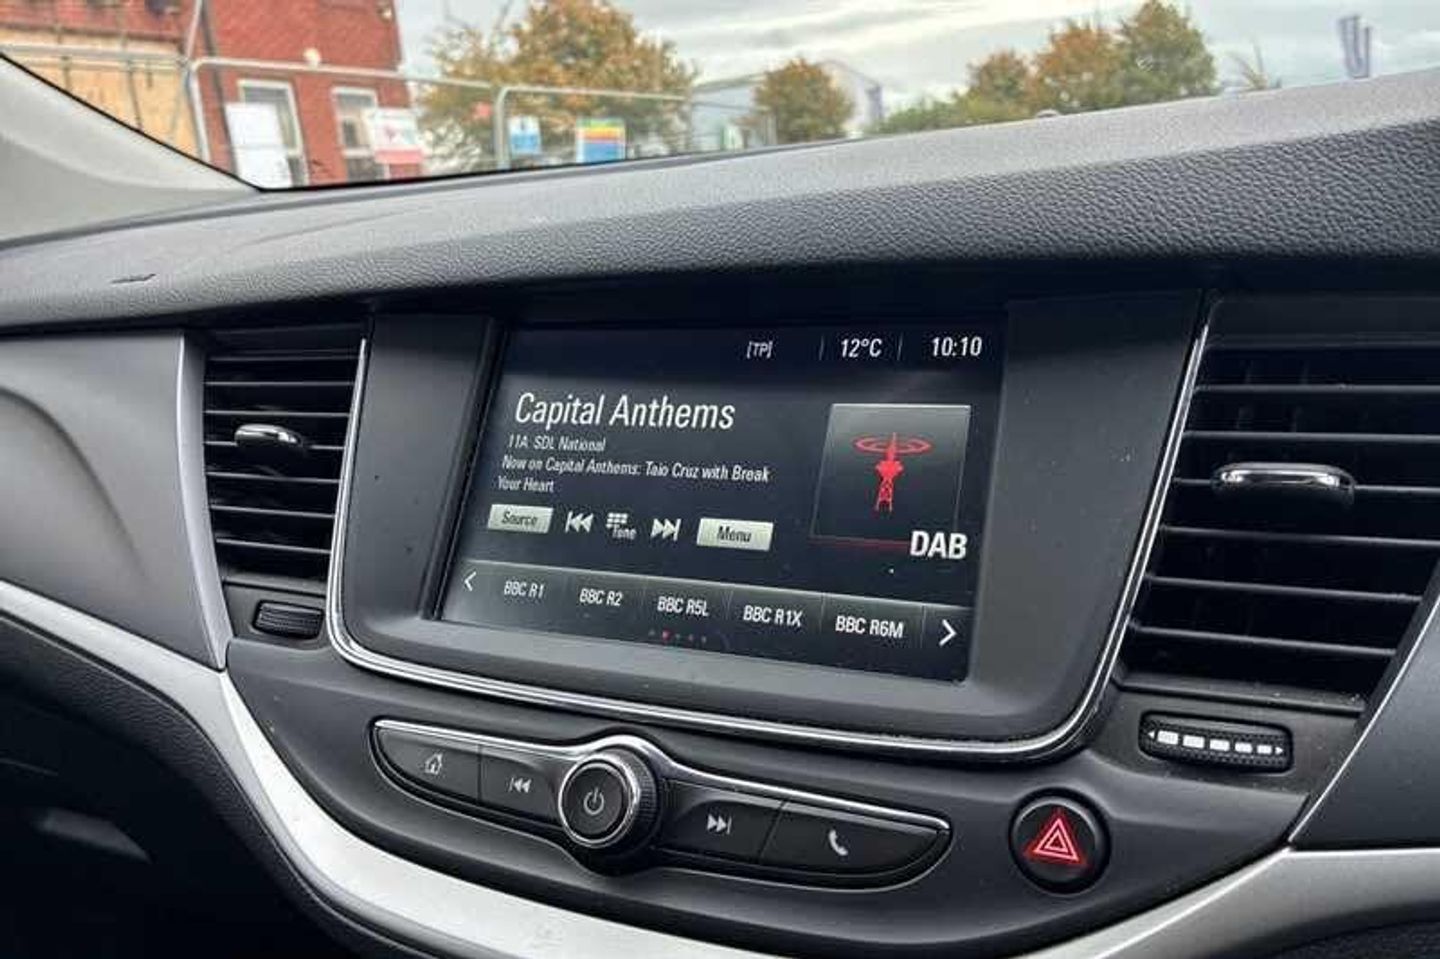 [TP] 12°C 10:10
Capital Anthems
11A SDL National
Now on Capital Anthems: Taio Cruz with Break
Your Heart
Source Tune Menu
DAB
BBC R1 BBC R2 BBC R5L BBC R1X BBC R6M